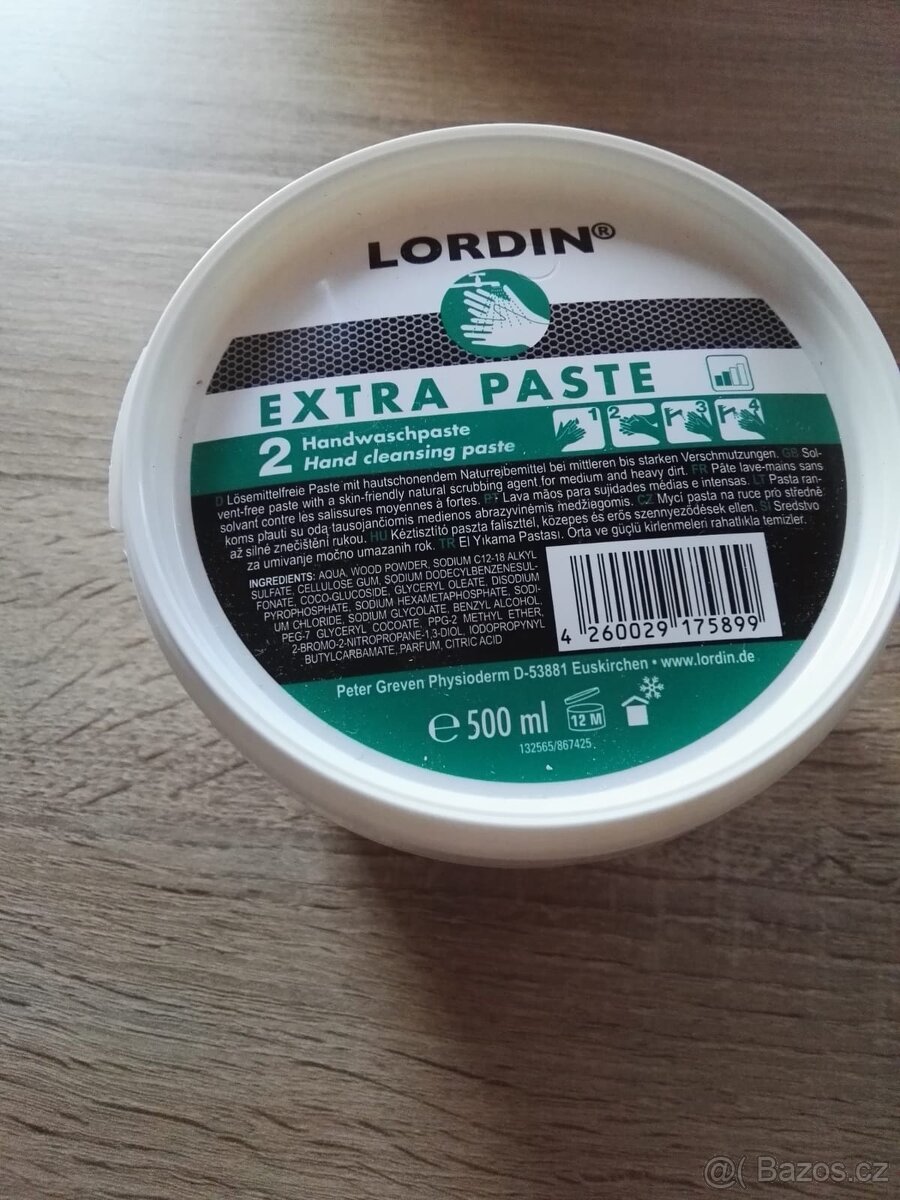 LORDIN®
EXTRA PASTE
2 Handwaschpaste
Hand cleansing paste
1 2 3 4
D Lösemittelfreie Paste mit hautschonendem Naturreibemittel bei mittleren bis starken Verschmutzungen. GB Sol-
vent-free paste with a skin-friendly natural scrubbing agent for medium and heavy dirt. FR Pâte lave-mains sans
solvant contre les salissures moyennes à fortes. PT Lava mãos para sujidades médias e intensas. LT Pasta ran-
koms plauti su odą tausojančiomis medienos abrazyvinėmis medžiagomis. CZ Mycí pasta na ruce pro středně
až silné znečištění rukou. HU Kéztisztító paszta faliszttel, közepes és erös szennyezödések ellen. SI Sredstvo
za umivanje močno umazanih rok. TR El Yıkama Pastası. Orta ve güçlü kirlenmeleri rahatlıkla temizler.
INGREDIENTS: AQUA, WOOD POWDER, SODIUM C12-18 ALKYL
SULFATE, CELLULOSE GUM, SODIUM DODECYLBENZENESUL-
FONATE, COCO-GLUCOSIDE, GLYCERYL OLEATE, DISODIUM
PYROPHOSPHATE, SODIUM HEXAMETAPHOSPHATE, SODI-
UM CHLORIDE, SODIUM GLYCOLATE, BENZYL ALCOHOL,
PEG-7 GLYCERYL COCOATE, PPG-2 METHYL ETHER,
2-BROMO-2-NITROPROPANE-1,3-DIOL, IODOPROPYNYL
BUTYLCARBAMATE, PARFUM, CITRIC ACID
4 260029 175899
Peter Greven Physioderm D-53881 Euskirchen • www.lordin.de
℮ 500 ml 12 M
132565/867425
@( Bazos.cz